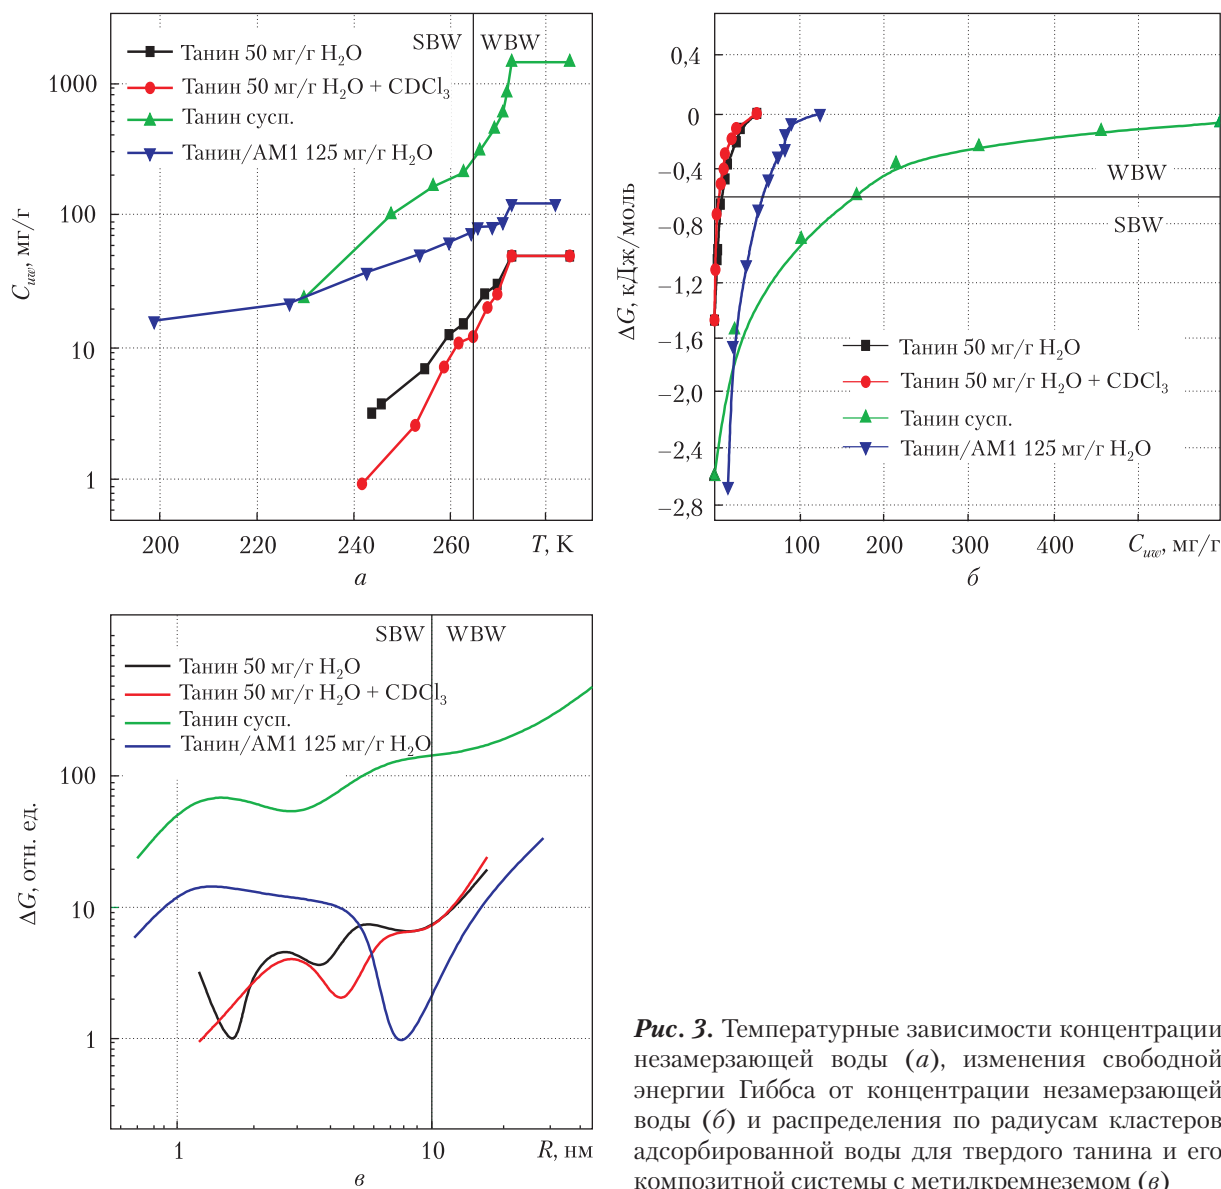 SBW WBW
Танин 50 мг/г H₂O
Танин 50 мг/г H₂O + CDCl₃
Танин сусп.
Танин/АМ1 125 мг/г H₂O
1000
100
10
1
C_uw, мг/г
200 220 240 260 T, K
а
0,4
0
−0,4
−0,8
−1,2
−1,6
−2,0
−2,4
−2,8
ΔG, кДж/моль
WBW
SBW
Танин 50 мг/г H₂O
Танин 50 мг/г H₂O + CDCl₃
Танин сусп.
Танин/АМ1 125 мг/г H₂O
100 200 300 400 C_uw, мг/г
б
SBW WBW
Танин 50 мг/г H₂O
Танин 50 мг/г H₂O + CDCl₃
Танин сусп.
Танин/АМ1 125 мг/г H₂O
100
10
1
ΔG, отн. ед.
1 10 R, нм
в
Рис. 3. Температурные зависимости концентрации
незамерзающей воды (а), изменения свободной
энергии Гиббса от концентрации незамерзающей
воды (б) и распределения по радиусам кластеров
адсорбированной воды для твердого танина и его
композитной системы с метилкремнеземом (в)